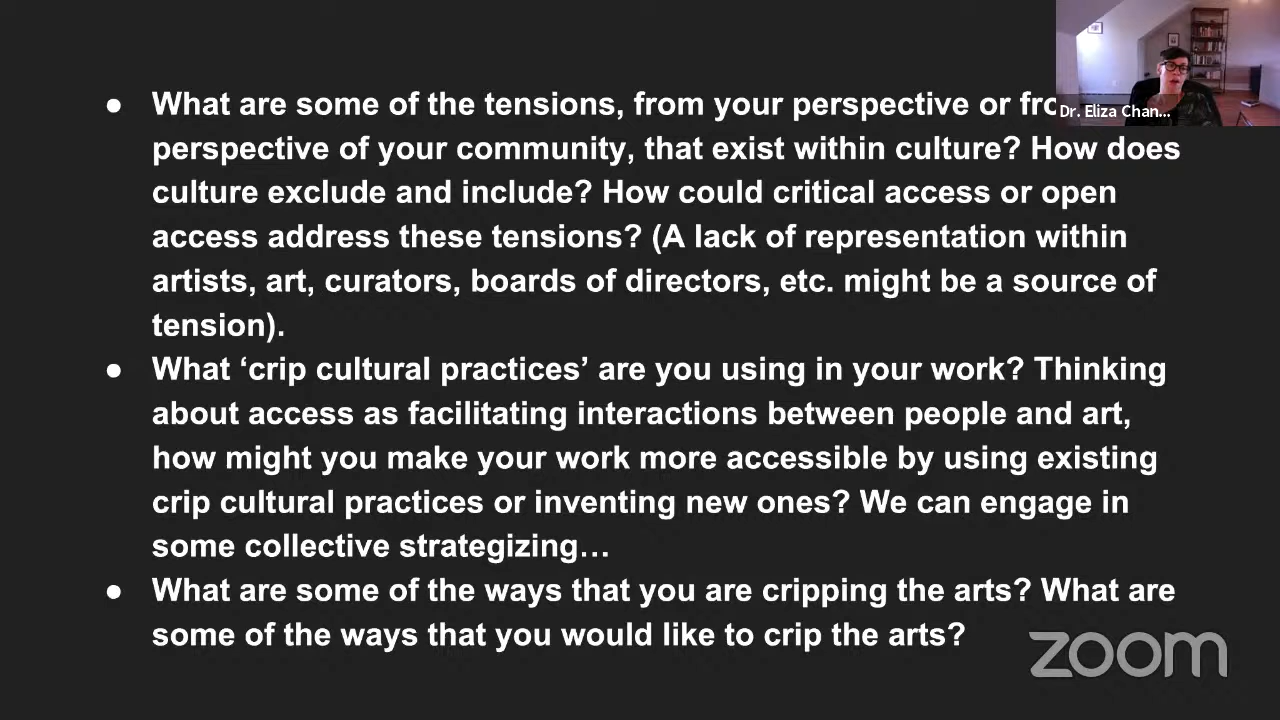 ● What are some of the tensions, from your perspective or fro
perspective of your community, that exist within culture? How does
culture exclude and include? How could critical access or open
access address these tensions? (A lack of representation within
artists, art, curators, boards of directors, etc. might be a source of
tension).
● What ‘crip cultural practices’ are you using in your work? Thinking
about access as facilitating interactions between people and art,
how might you make your work more accessible by using existing
crip cultural practices or inventing new ones? We can engage in
some collective strategizing…
● What are some of the ways that you are cripping the arts? What are
some of the ways that you would like to crip the arts?
Dr. Eliza Chan...
zoom